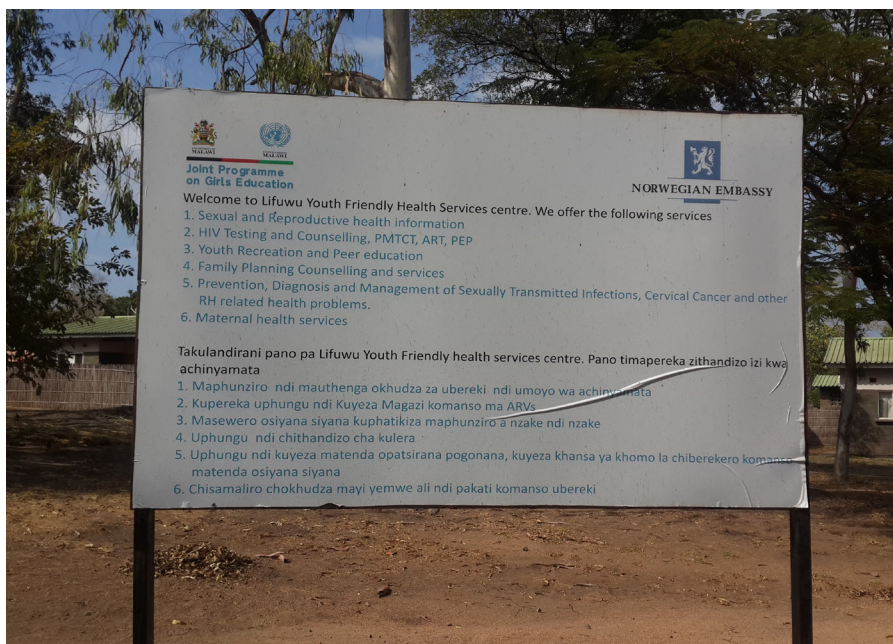 MALAWI
MALAWI
Joint Programme
on Girls Education
NORWEGIAN EMBASSY
Welcome to Lifuwu Youth Friendly Health Services centre. We offer the following services
1. Sexual and Reproductive health information
2. HIV Testing and Counselling, PMTCT, ART, PEP
3. Youth Recreation and Peer education
4. Family Planning Counselling and services
5. Prevention, Diagnosis and Management of Sexually Transmitted Infections, Cervical Cancer and other
RH related health problems.
6. Maternal health services
Takulandirani pano pa Lifuwu Youth Friendly health services centre. Pano timapereka zithandizo izi kwa
achinyamata
1. Maphunziro ndi mauthenga okhudza za ubereki ndi umoyo wa achinyamata
2. Kupereka uphungu ndi Kuyeza Magazi komanso ma ARVs
3. Masewero osiyana siyana kuphatikiza maphunziro a nzake ndi nzake
4. Uphungu ndi chithandizo cha kulera
5. Uphungu ndi kuyeza matenda opatsirana pogonana, kuyeza khansa ya khomo la chiberekero komanso
matenda osiyana siyana
6. Chisamaliro chokhudza mayi yemwe ali ndi pakati komanso ubereki